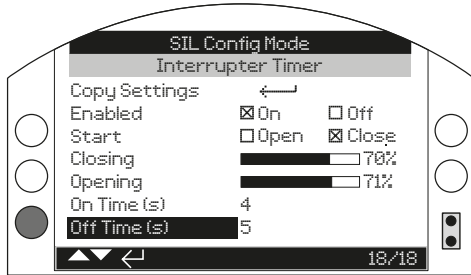 SIL Config Mode
Interrupter Timer
Copy Settings
Enabled On Off
Start Open Close
Closing 70%
Opening 71%
On Time (s) 4
Off Time (s) 5
18/18